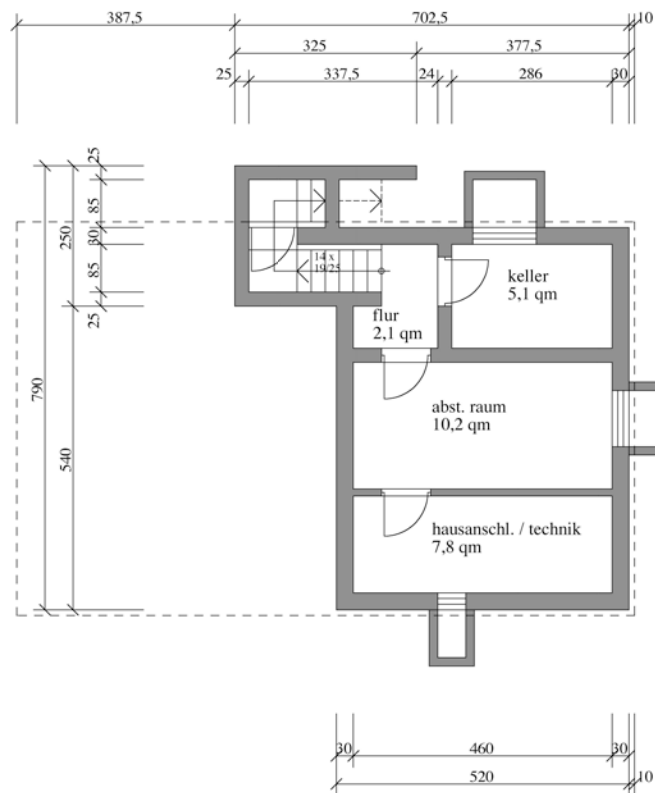 387,5
702,5
10
325
377,5
25
337,5
24
286
30
25
85
30
85
25
250
790
540
14 x
19/25
keller
5,1 qm
flur
2,1 qm
abst. raum
10,2 qm
hausanschl. / technik
7,8 qm
30
460
30
520
10